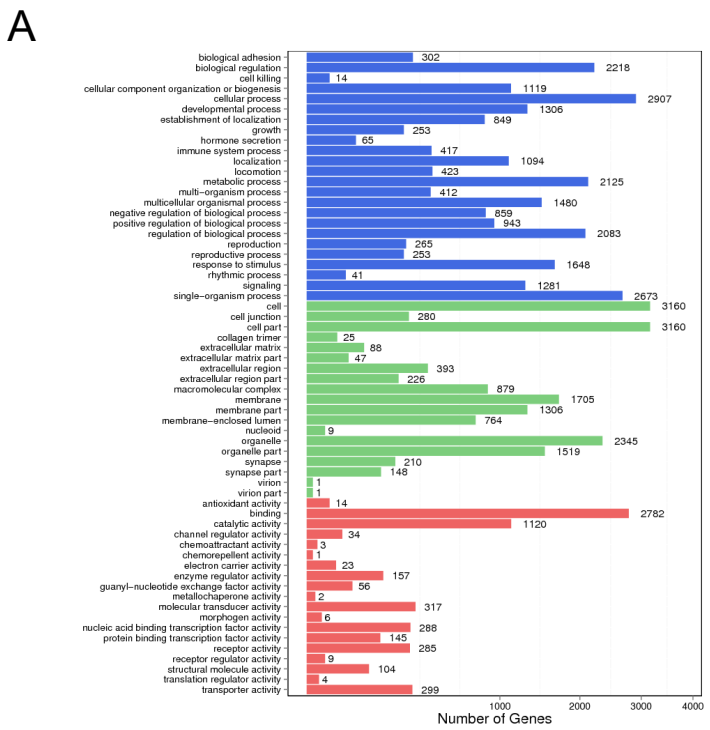 A
biological adhesion 302
biological regulation 2218
cell killing 14
cellular component organization or biogenesis 1119
cellular process 2907
developmental process 1306
establishment of localization 849
growth 253
hormone secretion 65
immune system process 417
localization 1094
locomotion 423
metabolic process 2125
multi−organism process 412
multicellular organismal process 1480
negative regulation of biological process 859
positive regulation of biological process 943
regulation of biological process 2083
reproduction 265
reproductive process 253
response to stimulus 1648
rhythmic process 41
signaling 1281
single−organism process 2673
cell 3160
cell junction 280
cell part 3160
collagen trimer 25
extracellular matrix 88
extracellular matrix part 47
extracellular region 393
extracellular region part 226
macromolecular complex 879
membrane 1705
membrane part 1306
membrane−enclosed lumen 764
nucleoid 9
organelle 2345
organelle part 1519
synapse 210
synapse part 148
virion 1
virion part 1
antioxidant activity 14
binding 2782
catalytic activity 1120
channel regulator activity 34
chemoattractant activity 3
chemorepellent activity 1
electron carrier activity 23
enzyme regulator activity 157
guanyl−nucleotide exchange factor activity 56
metallochaperone activity 2
molecular transducer activity 317
morphogen activity 6
nucleic acid binding transcription factor activity 288
protein binding transcription factor activity 145
receptor activity 285
receptor regulator activity 9
structural molecule activity 104
translation regulator activity 4
transporter activity 299
1000 2000 3000 4000
Number of Genes